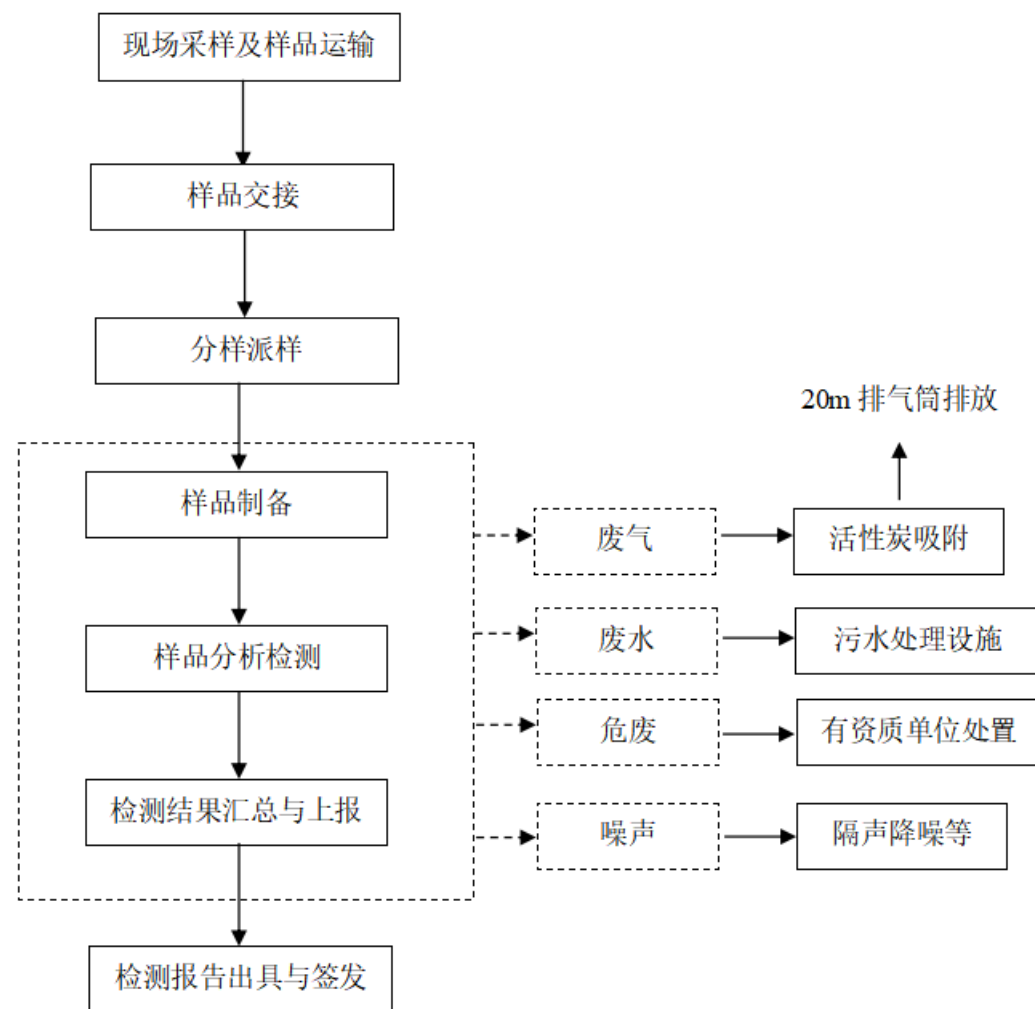 现场采样及样品运输
样品交接
分样派样
20m 排气筒排放
样品制备
废气
活性炭吸附
废水
污水处理设施
样品分析检测
危废
有资质单位处置
检测结果汇总与上报
噪声
隔声降噪等
检测报告出具与签发